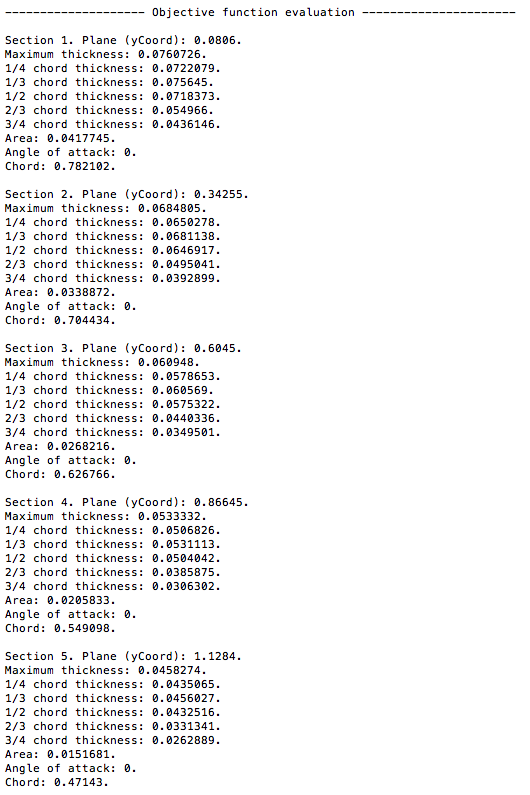 -------------------- Objective function evaluation ----------------------
Section 1. Plane (yCoord): 0.0806.
Maximum thickness: 0.0760726.
1/4 chord thickness: 0.0722079.
1/3 chord thickness: 0.075645.
1/2 chord thickness: 0.0718373.
2/3 chord thickness: 0.054966.
3/4 chord thickness: 0.0436146.
Area: 0.0417745.
Angle of attack: 0.
Chord: 0.782102.
Section 2. Plane (yCoord): 0.34255.
Maximum thickness: 0.0684805.
1/4 chord thickness: 0.0650278.
1/3 chord thickness: 0.0681138.
1/2 chord thickness: 0.0646917.
2/3 chord thickness: 0.0495041.
3/4 chord thickness: 0.0392899.
Area: 0.0338872.
Angle of attack: 0.
Chord: 0.704434.
Section 3. Plane (yCoord): 0.6045.
Maximum thickness: 0.060948.
1/4 chord thickness: 0.0578653.
1/3 chord thickness: 0.060569.
1/2 chord thickness: 0.0575322.
2/3 chord thickness: 0.0440336.
3/4 chord thickness: 0.0349501.
Area: 0.0268216.
Angle of attack: 0.
Chord: 0.626766.
Section 4. Plane (yCoord): 0.86645.
Maximum thickness: 0.0533332.
1/4 chord thickness: 0.0506826.
1/3 chord thickness: 0.0531113.
1/2 chord thickness: 0.0504042.
2/3 chord thickness: 0.0385875.
3/4 chord thickness: 0.0306302.
Area: 0.0205833.
Angle of attack: 0.
Chord: 0.549098.
Section 5. Plane (yCoord): 1.1284.
Maximum thickness: 0.0458274.
1/4 chord thickness: 0.0435065.
1/3 chord thickness: 0.0456027.
1/2 chord thickness: 0.0432516.
2/3 chord thickness: 0.0331341.
3/4 chord thickness: 0.0262889.
Area: 0.0151681.
Angle of attack: 0.
Chord: 0.47143.